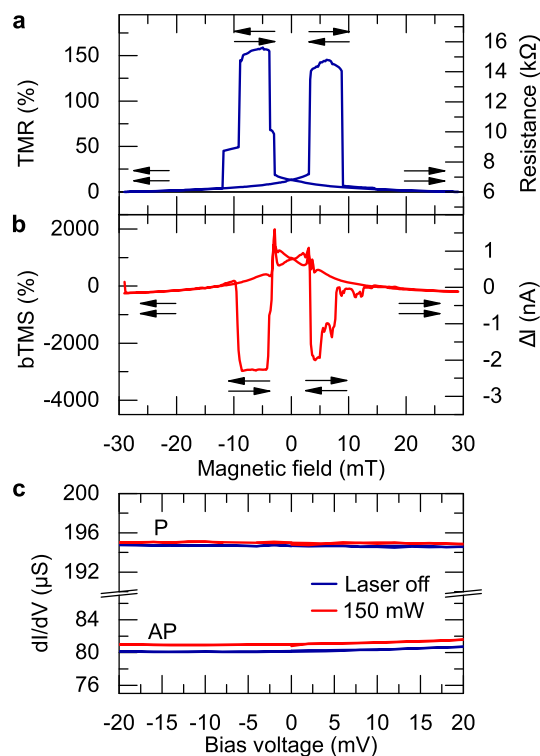 a
TMR (%)
150
100
50
0
16
14
12
10
8
6
Resistance (kΩ)
b
bTMS (%)
2000
0
-2000
-4000
1
0
-1
-2
-3
ΔI (nA)
-30 -20 -10 0 10 20 30
Magnetic field (mT)
c
dI/dV (µS)
200
196
192
84
80
76
P
AP
Laser off
150 mW
-20 -15 -10 -5 0 5 10 15 20
Bias voltage (mV)